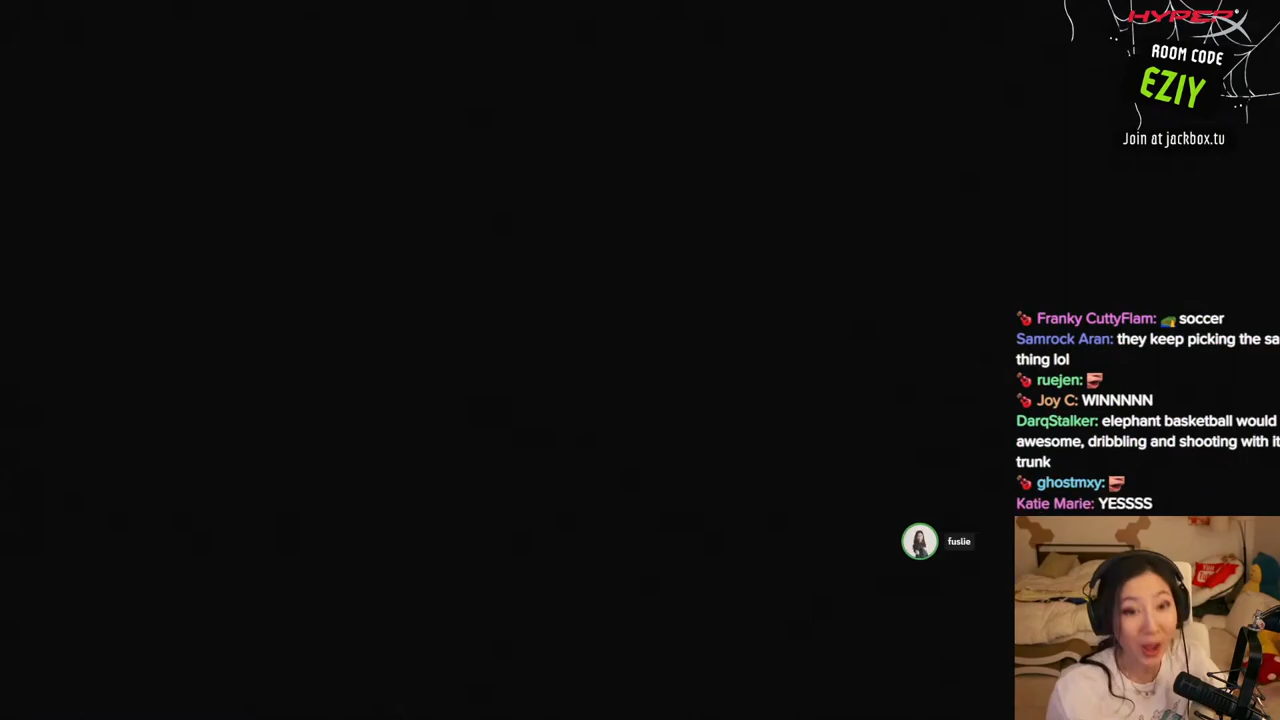 HYPERX
ROOM CODE
EZIY
Join at jackbox.tv
Franky CuttyFlam: soccer
Samrock Aran: they keep picking the sa
thing lol
ruejen:
Joy C: WINNNNN
DarqStalker: elephant basketball would
awesome, dribbling and shooting with it
trunk
ghostmxy:
Katie Marie: YESSSS
fuslie